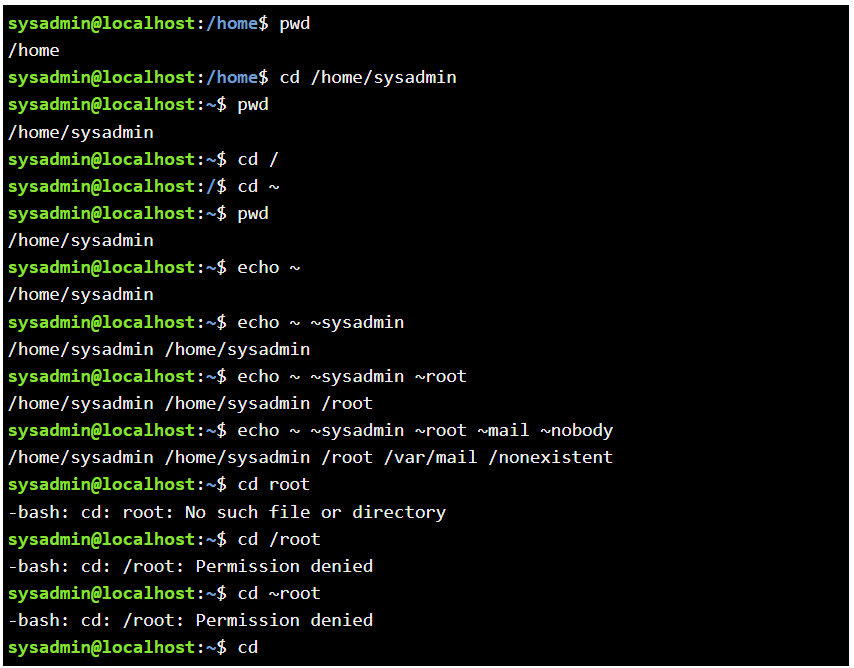 sysadmin@localhost:/home$ pwd
/home
sysadmin@localhost:/home$ cd /home/sysadmin
sysadmin@localhost:~$ pwd
/home/sysadmin
sysadmin@localhost:~$ cd /
sysadmin@localhost:/$ cd ~
sysadmin@localhost:~$ pwd
/home/sysadmin
sysadmin@localhost:~$ echo ~
/home/sysadmin
sysadmin@localhost:~$ echo ~ ~sysadmin
/home/sysadmin /home/sysadmin
sysadmin@localhost:~$ echo ~ ~sysadmin ~root
/home/sysadmin /home/sysadmin /root
sysadmin@localhost:~$ echo ~ ~sysadmin ~root ~mail ~nobody
/home/sysadmin /home/sysadmin /root /var/mail /nonexistent
sysadmin@localhost:~$ cd root
-bash: cd: root: No such file or directory
sysadmin@localhost:~$ cd /root
-bash: cd: /root: Permission denied
sysadmin@localhost:~$ cd ~root
-bash: cd: /root: Permission denied
sysadmin@localhost:~$ cd